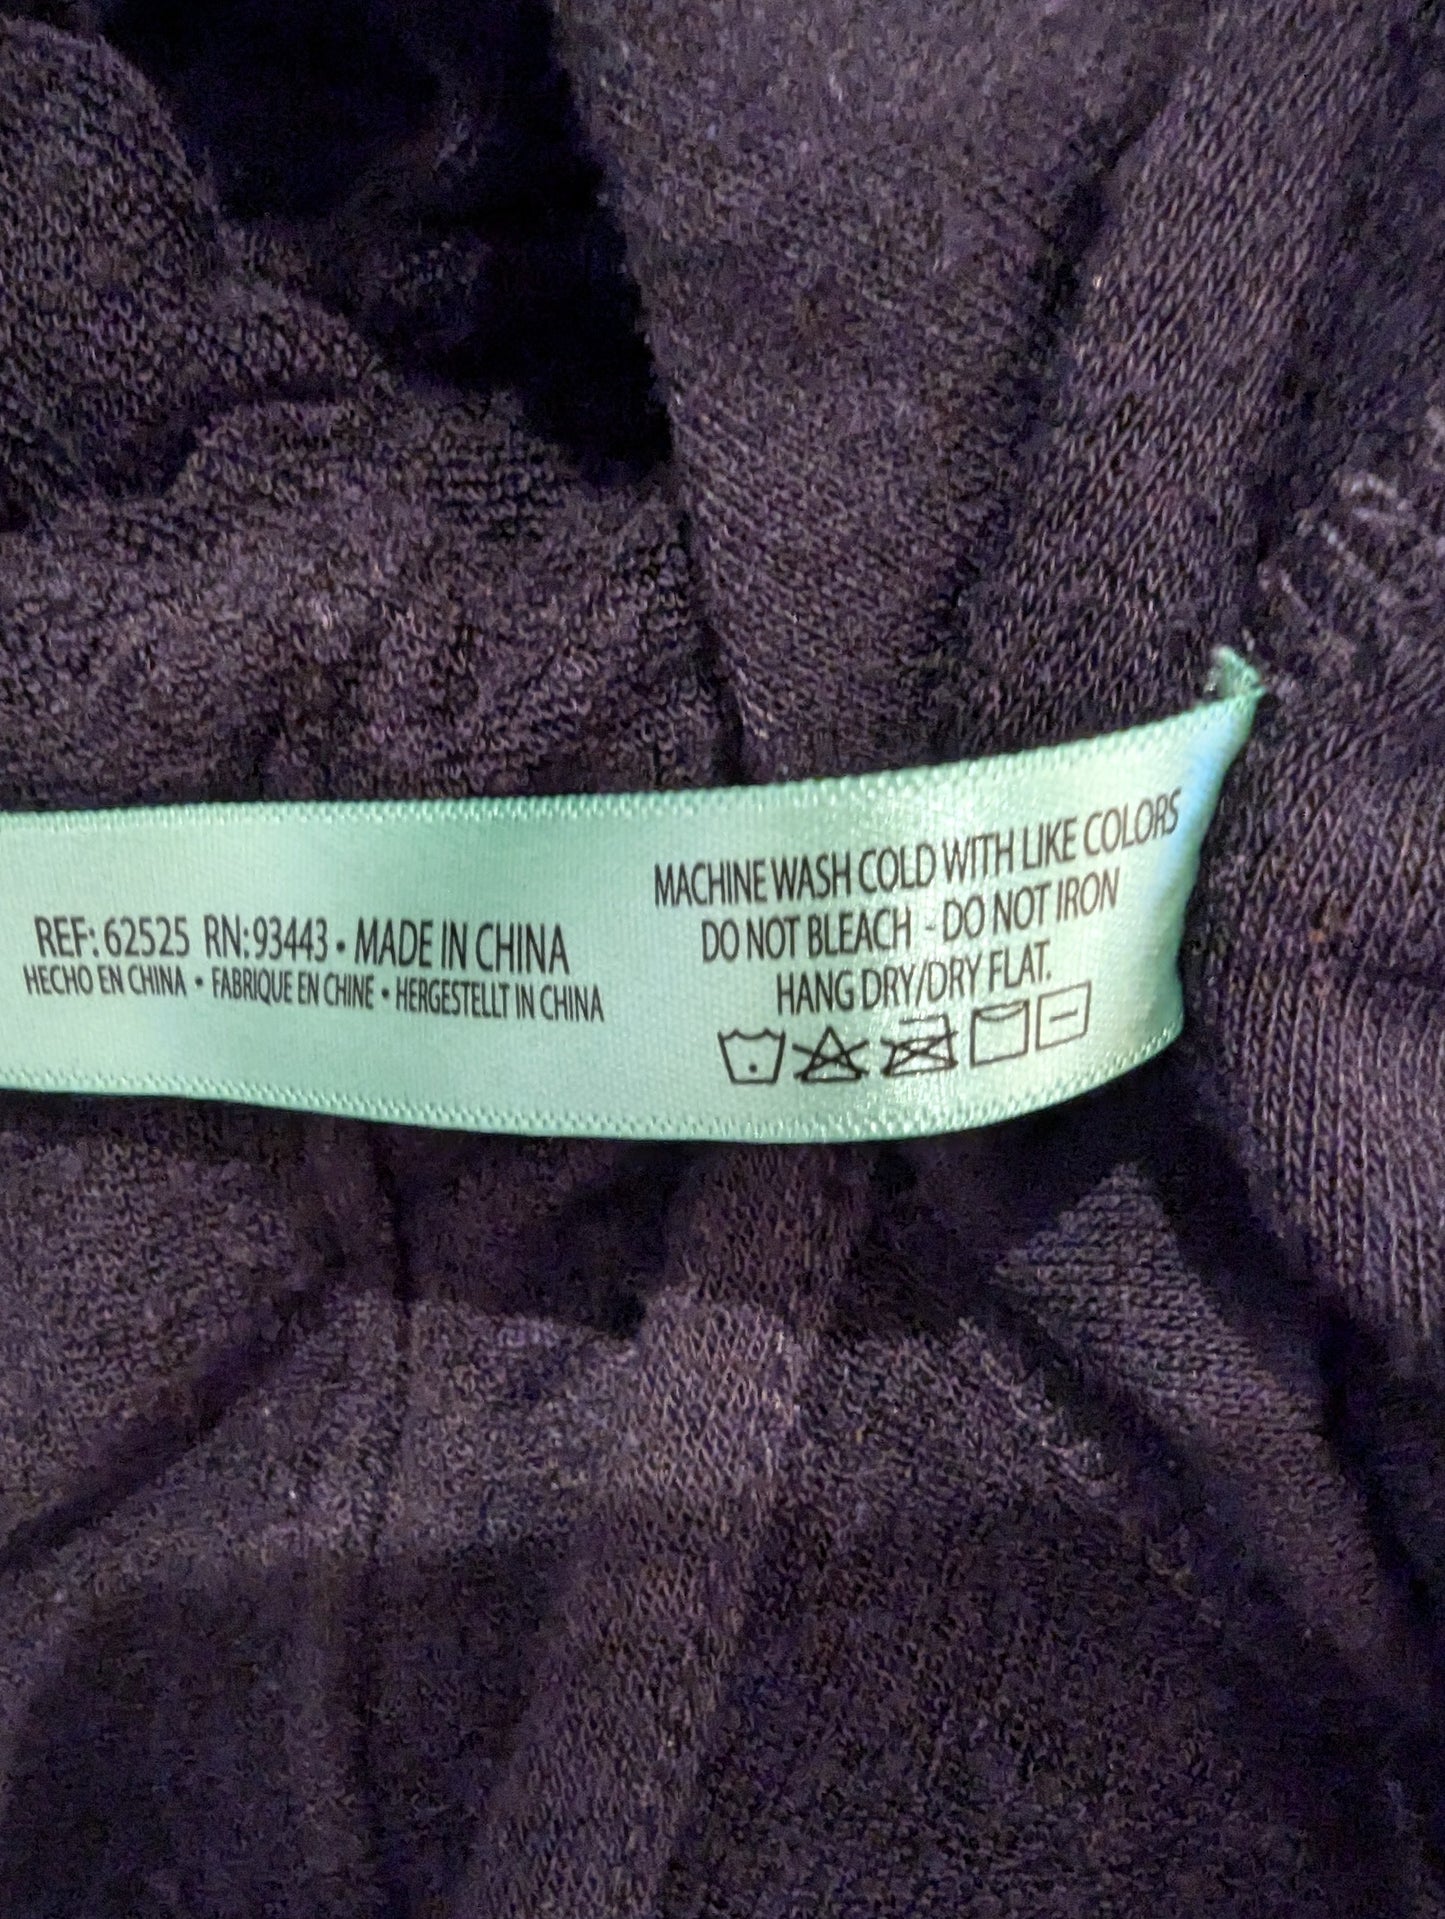 REF: 62525 RN: 93443 • MADE IN CHINA
HECHO EN CHINA • FABRIQUE EN CHINE • HERGESTELLT IN CHINA
MACHINE WASH COLD WITH LIKE COLORS
DO NOT BLEACH - DO NOT IRON
HANG DRY/DRY FLAT.